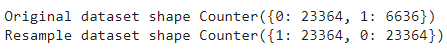 Original dataset shape Counter({0: 23364, 1: 6636})
Resample dataset shape Counter({1: 23364, 0: 23364})